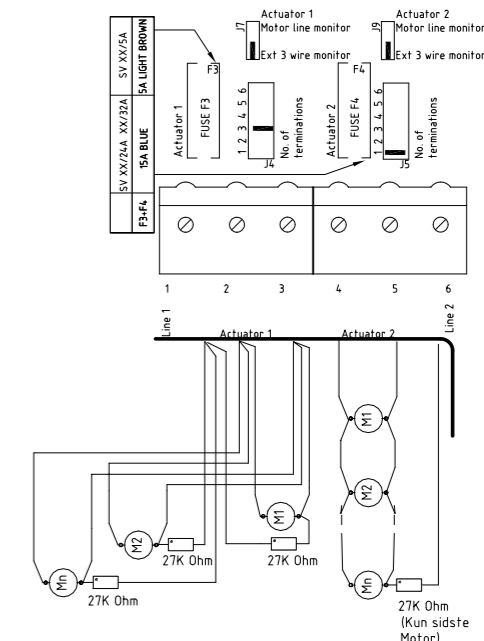 SV XX/5A
5A LIGHT BROWN
SV XX/24A XX/32A
15A BLUE
F3+F4
J7
Actuator 1
Motor line monitor
Ext 3 wire monitor
J9
Actuator 2
Motor line monitor
Ext 3 wire monitor
Actuator 1
FUSE F3
F3
1 2 3 4 5 6
J4
No. of
terminations
Actuator 2
FUSE F4
F4
1 2 3 4 5 6
J5
No. of
terminations
1 2 3 4 5 6
Line 1
Actuator 1
Actuator 2
Line 2
M1
M2
M1
M2
27K Ohm
27K Ohm
Mn
27K Ohm
Mn
27K Ohm
(Kun sidste
Motor)